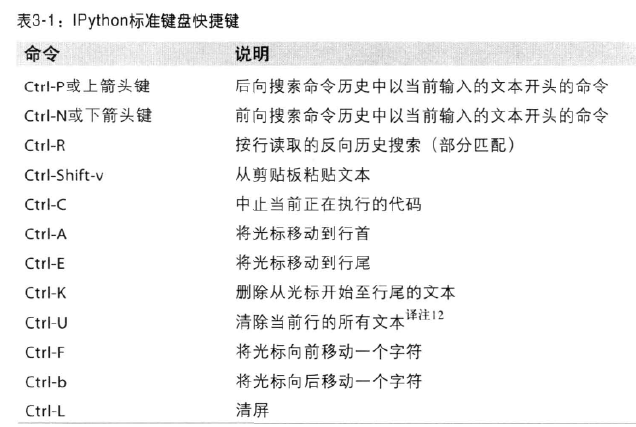 表3-1：IPython标准键盘快捷键
命令 说明
Ctrl-P或上箭头键 后向搜索命令历史中以当前输入的文本开头的命令
Ctrl-N或下箭头键 前向搜索命令历史中以当前输入的文本开头的命令
Ctrl-R 按行读取的反向历史搜索（部分匹配）
Ctrl-Shift-v 从剪贴板粘贴文本
Ctrl-C 中止当前正在执行的代码
Ctrl-A 将光标移动到行首
Ctrl-E 将光标移动到行尾
Ctrl-K 删除从光标开始至行尾的文本
Ctrl-U 清除当前行的所有文本译注12
Ctrl-F 将光标向前移动一个字符
Ctrl-b 将光标向后移动一个字符
Ctrl-L 清屏